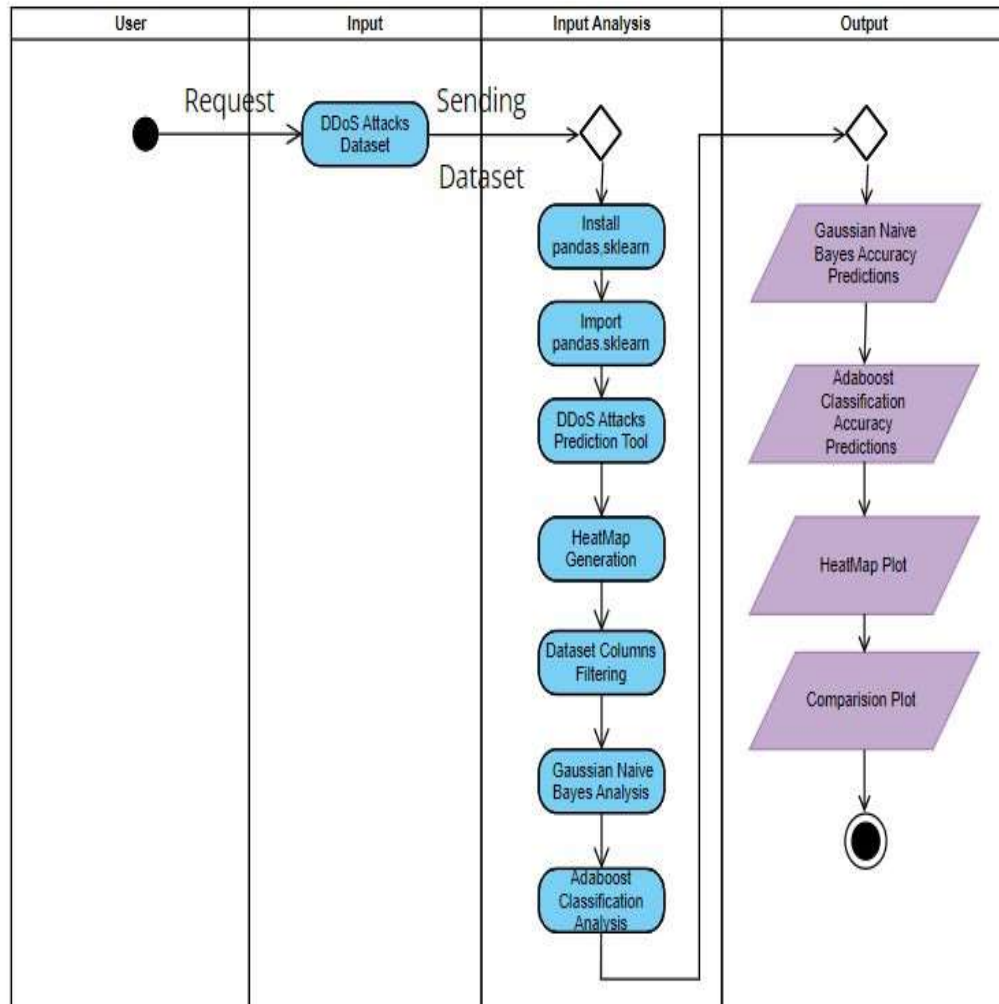 User
Input
Input Analysis
Output
Request
DDoS Attacks
Dataset
Sending
Dataset
Install
pandas,sklearn
Import
pandas.sklearn
DDoS Attacks
Prediction Tool
HeatMap
Generation
Dataset Columns
Filtering
Gaussian Naive
Bayes Analysis
Adaboost
Classification
Analysis
Gaussian Naive
Bayes Accuracy
Predictions
Adaboost
Classification
Accuracy
Predictions
HeatMap Plot
Comparision Plot